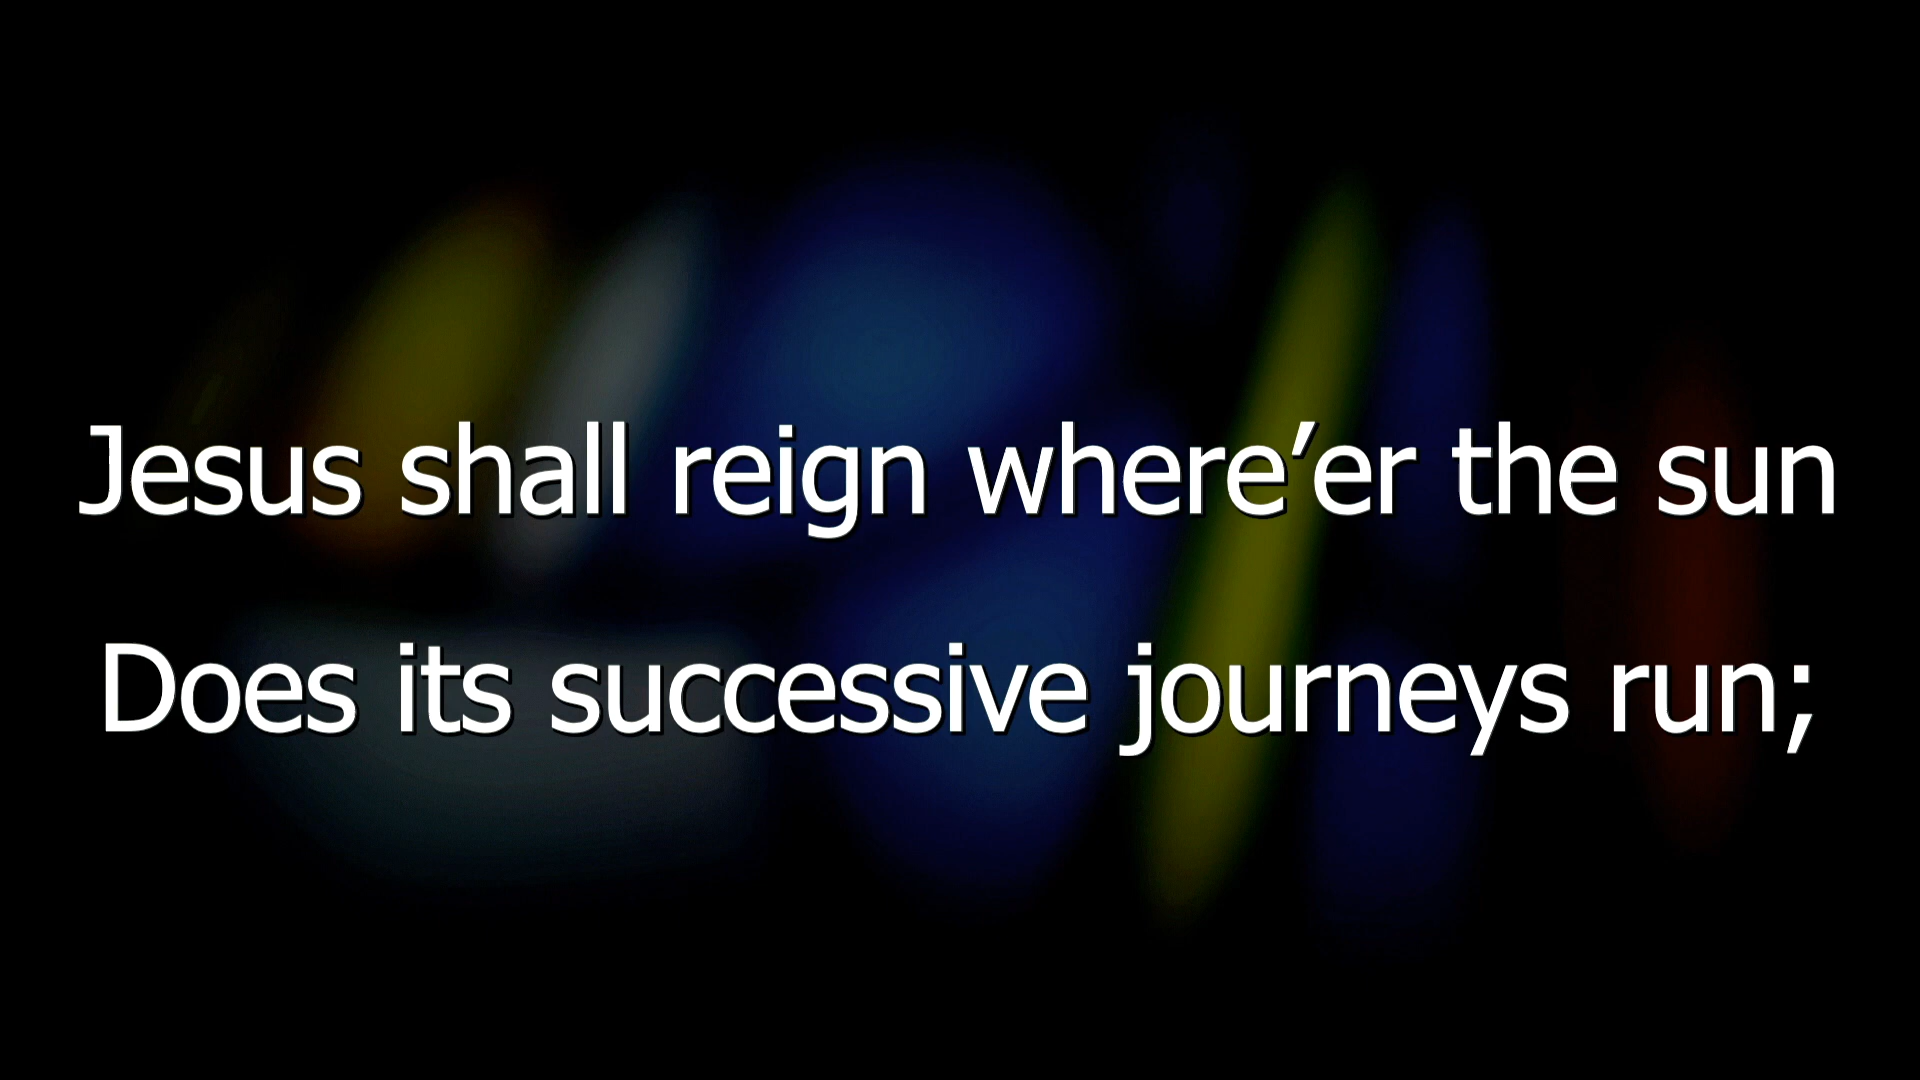 Jesus shall reign where’er the sun
Does its successive journeys run;